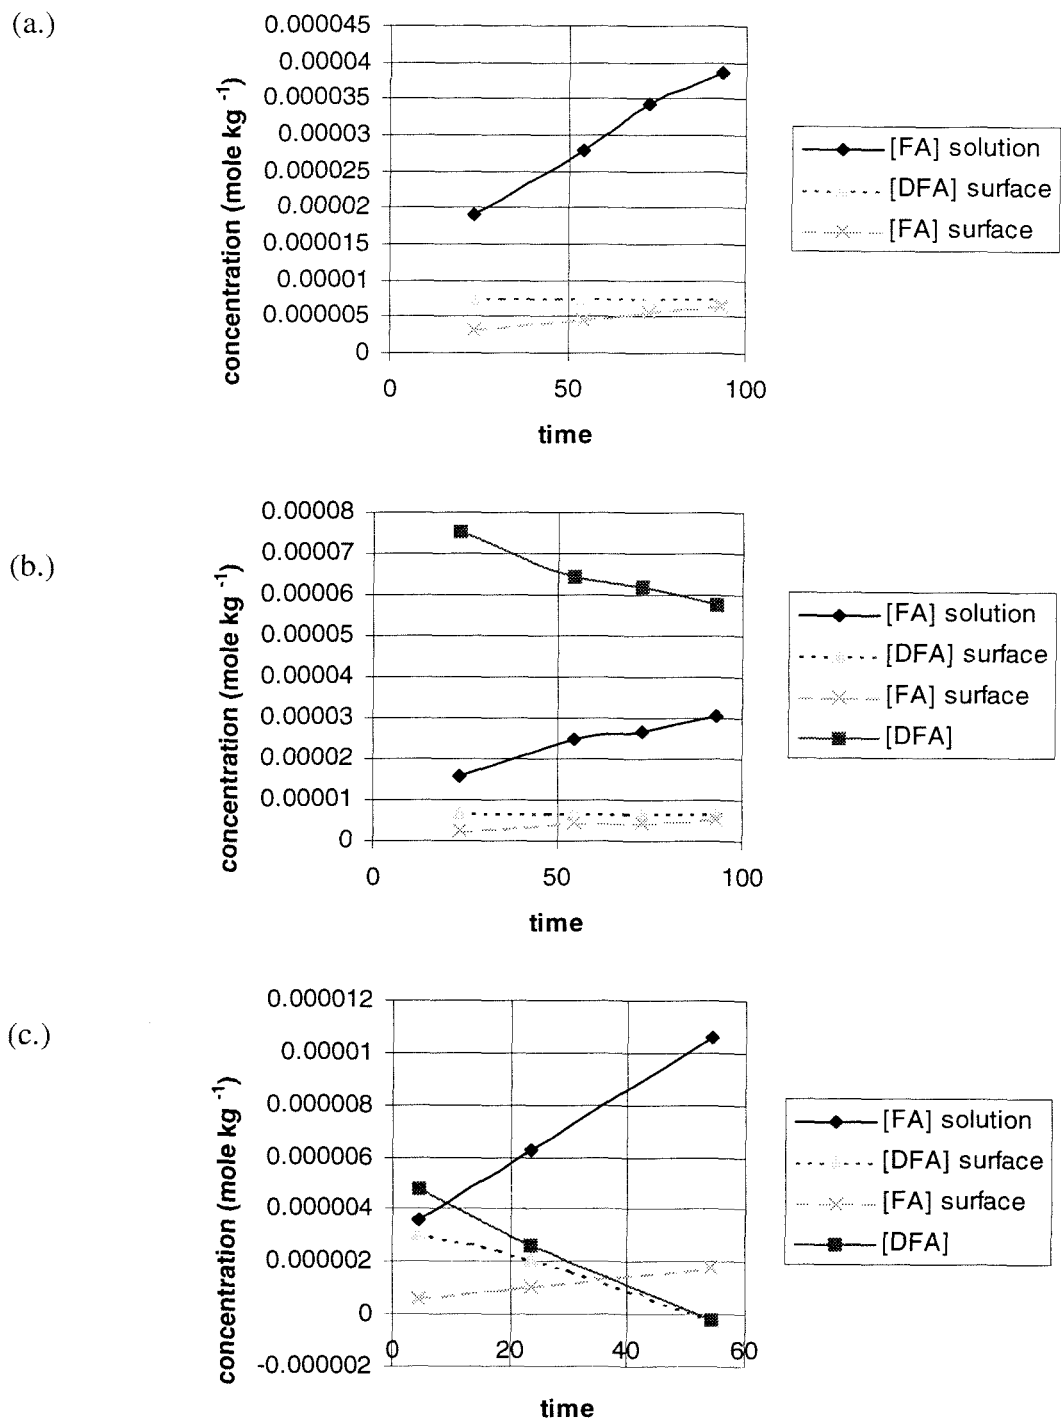 (a.)
concentration (mole kg -1)
0.000045
0.00004
0.000035
0.00003
0.000025
0.00002
0.000015
0.00001
0.000005
0
0
50
100
time
[FA] solution
[DFA] surface
[FA] surface
(b.)
concentration (mole kg -1)
0.00008
0.00007
0.00006
0.00005
0.00004
0.00003
0.00002
0.00001
0
0
50
100
time
[FA] solution
[DFA] surface
[FA] surface
[DFA]
(c.)
concentration (mole kg -1)
0.000012
0.00001
0.000008
0.000006
0.000004
0.000002
0
-0.000002
0
20
40
60
time
[FA] solution
[DFA] surface
[FA] surface
[DFA]